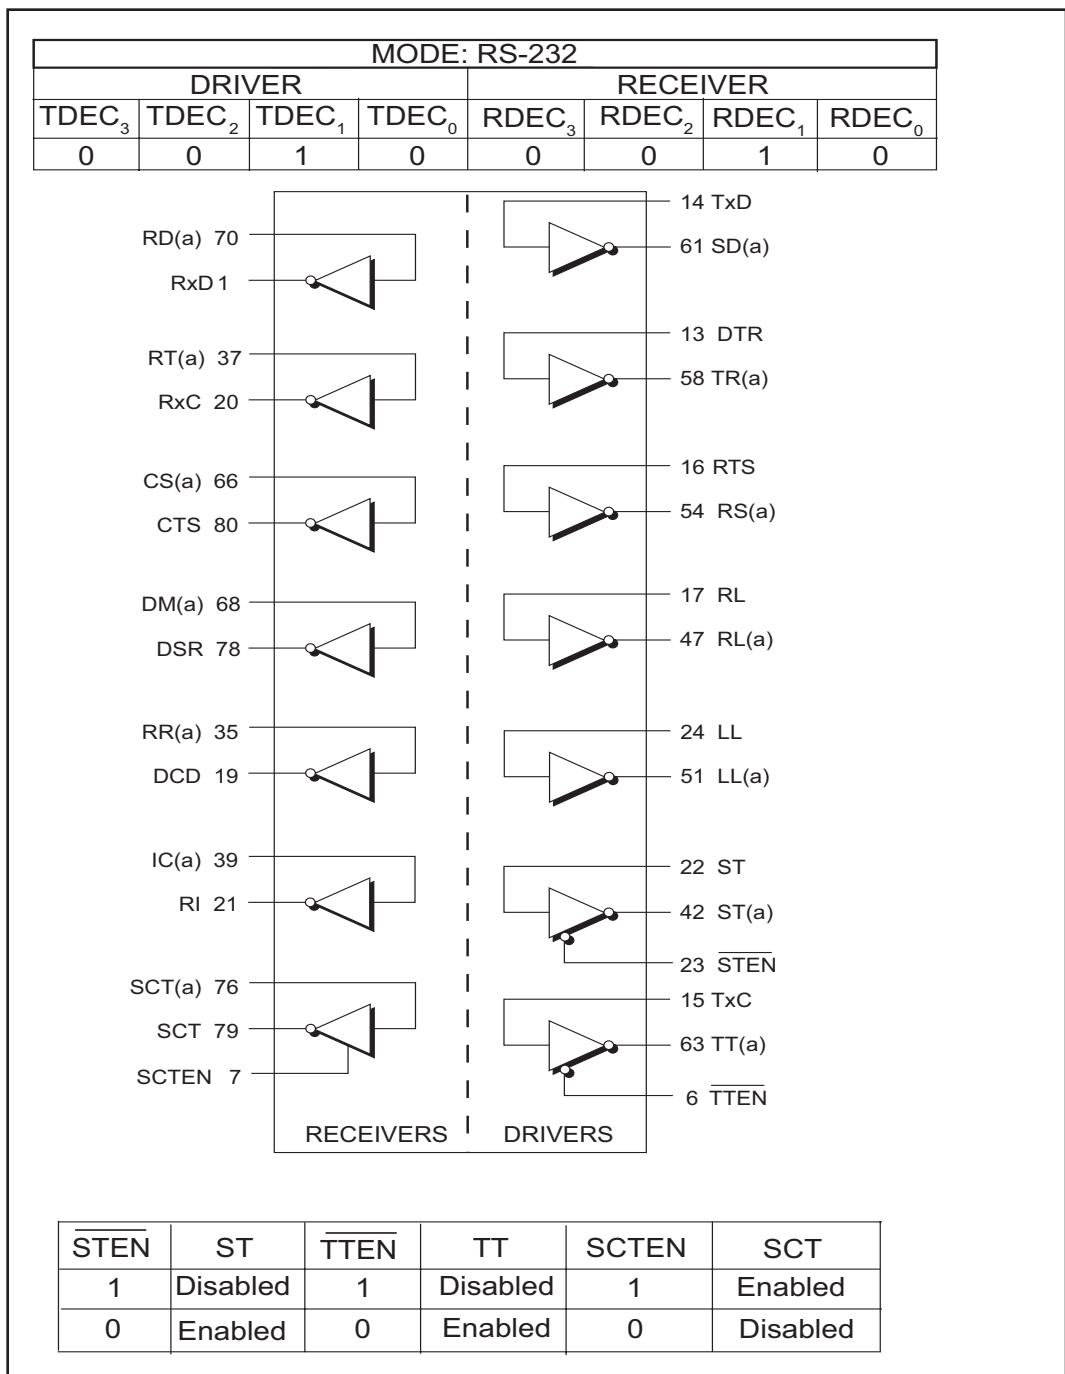 MODE: RS-232
DRIVER RECEIVER
TDEC₃ TDEC₂ TDEC₁ TDEC₀ RDEC₃ RDEC₂ RDEC₁ RDEC₀
0 0 1 0 0 0 1 0
RD(a) 70
RxD 1
RT(a) 37
RxC 20
CS(a) 66
CTS 80
DM(a) 68
DSR 78
RR(a) 35
DCD 19
IC(a) 39
RI 21
SCT(a) 76
SCT 79
SCTEN 7
14 TxD
61 SD(a)
13 DTR
58 TR(a)
16 RTS
54 RS(a)
17 RL
47 RL(a)
24 LL
51 LL(a)
22 ST
42 ST(a)
23 S̅T̅E̅N̅
15 TxC
63 TT(a)
6 T̅T̅E̅N̅
RECEIVERS DRIVERS
S̅T̅E̅N̅ ST T̅T̅E̅N̅ TT SCTEN SCT
1 Disabled 1 Disabled 1 Enabled
0 Enabled 0 Enabled 0 Disabled